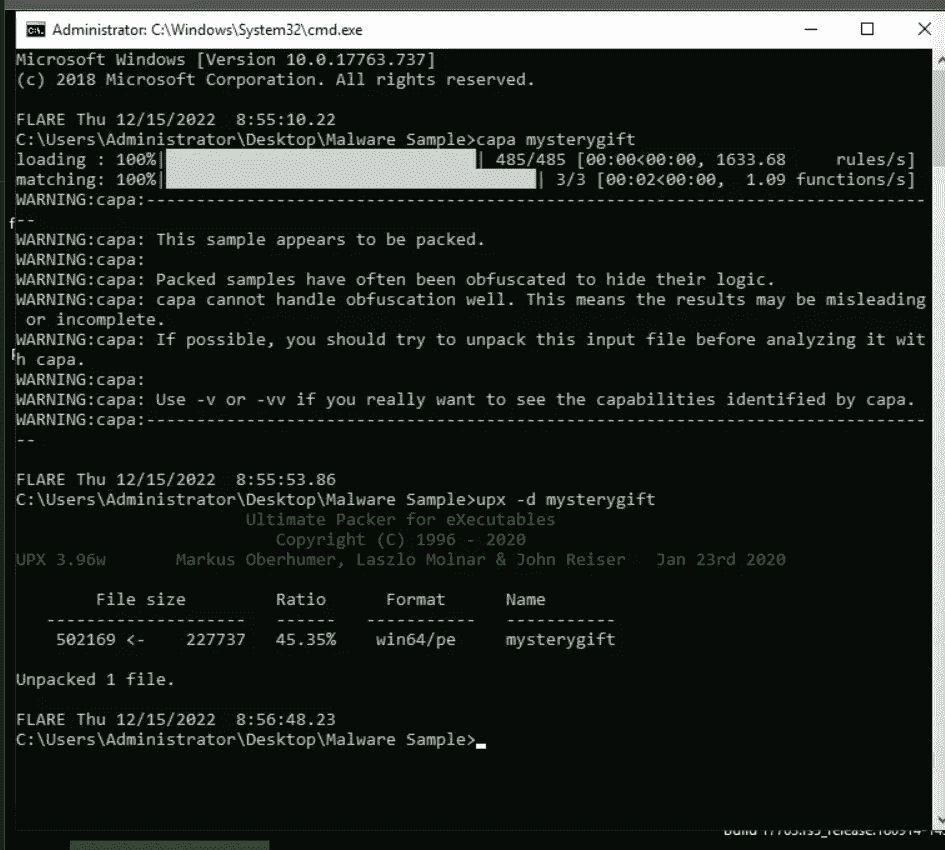 Administrator: C:\Windows\System32\cmd.exe
Microsoft Windows [Version 10.0.17763.737]
(c) 2018 Microsoft Corporation. All rights reserved.
FLARE Thu 12/15/2022  8:55:10.22
C:\Users\Administrator\Desktop\Malware Sample>capa mysterygift
loading : 100%| | 485/485 [00:00<00:00, 1633.68     rules/s]
matching: 100%| | 3/3 [00:02<00:00,  1.09 functions/s]
WARNING:capa:------------------------------------------------------------------------------
--
WARNING:capa: This sample appears to be packed.
WARNING:capa:
WARNING:capa: Packed samples have often been obfuscated to hide their logic.
WARNING:capa: capa cannot handle obfuscation well. This means the results may be misleading
 or incomplete.
WARNING:capa: If possible, you should try to unpack this input file before analyzing it wit
h capa.
WARNING:capa:
WARNING:capa: Use -v or -vv if you really want to see the capabilities identified by capa.
WARNING:capa:------------------------------------------------------------------------------
--
FLARE Thu 12/15/2022  8:55:53.86
C:\Users\Administrator\Desktop\Malware Sample>upx -d mysterygift
Ultimate Packer for eXecutables
Copyright (C) 1996 - 2020
UPX 3.96w       Markus Oberhumer, Laszlo Molnar & John Reiser   Jan 23rd 2020
File size         Ratio      Format      Name
--------------------   ------   -----------   -----------
502169 <-    227737   45.35%    win64/pe     mysterygift
Unpacked 1 file.
FLARE Thu 12/15/2022  8:56:48.23
C:\Users\Administrator\Desktop\Malware Sample>